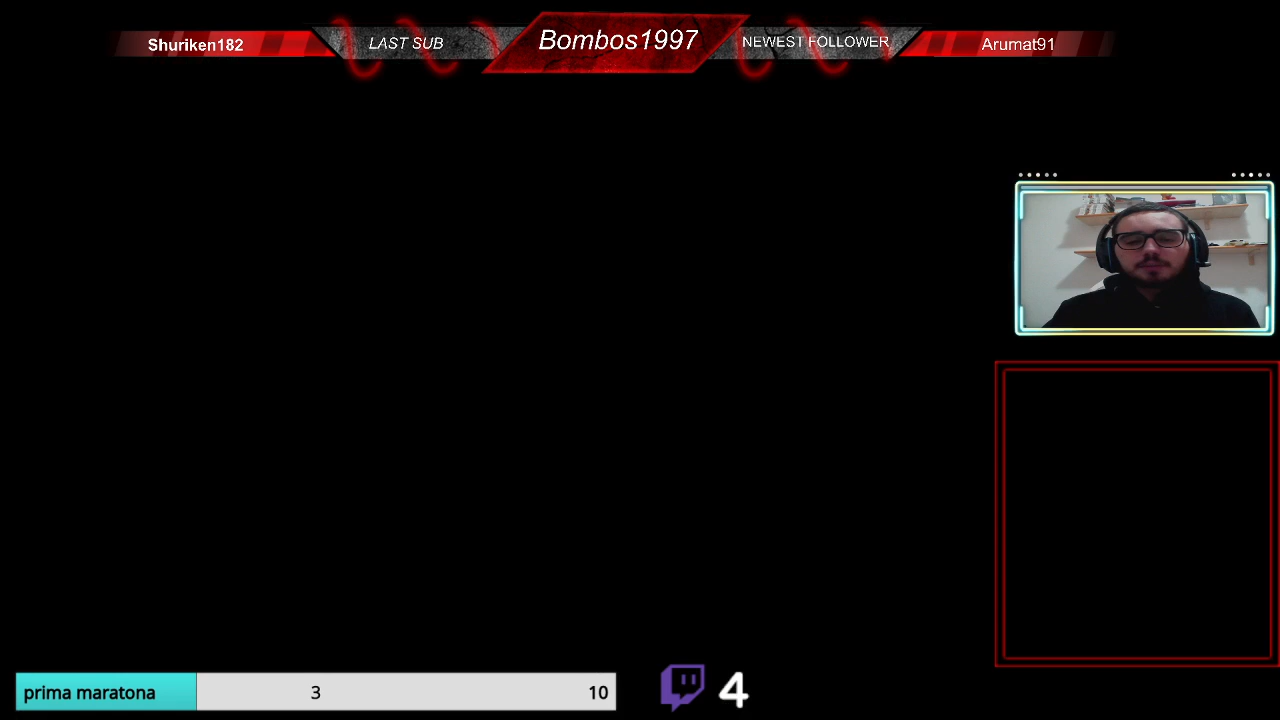 Shuriken182
LAST SUB
Bombos1997
NEWEST FOLLOWER
Arumat91
prima maratona
3
10
4